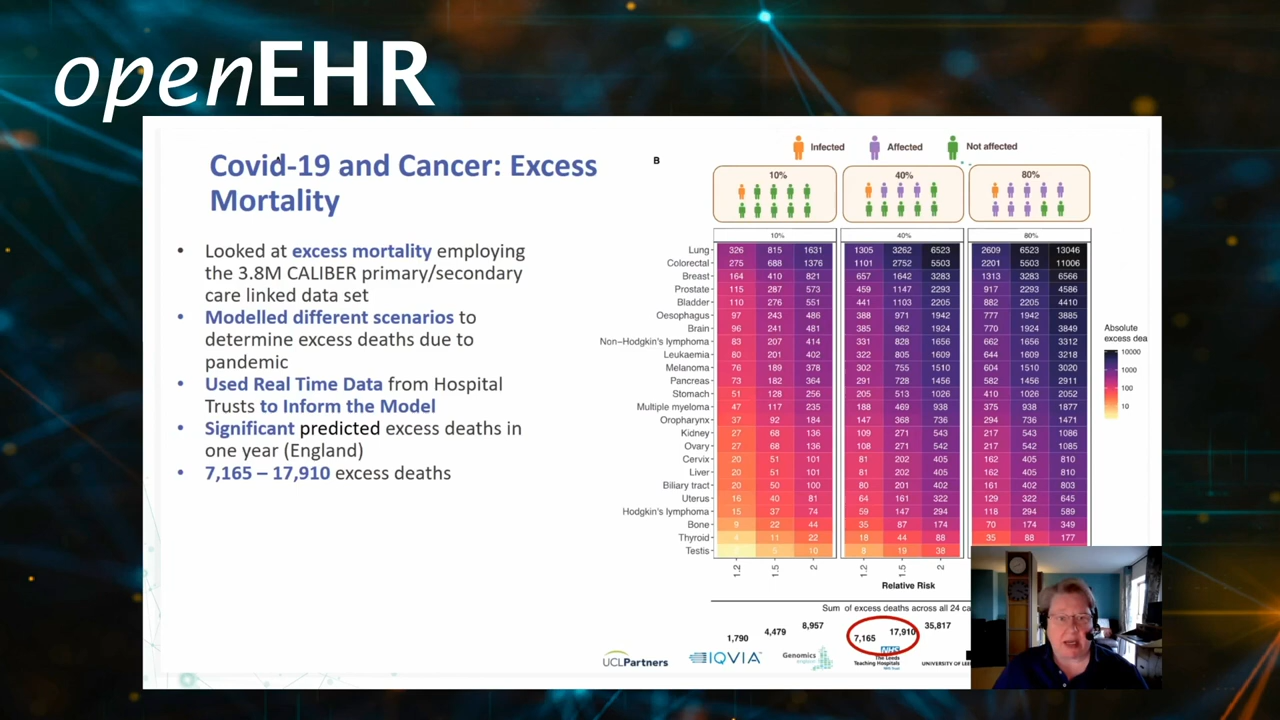 openEHR
Covid-19 and Cancer: Excess
Mortality
• Looked at excess mortality employing
the 3.8M CALIBER primary/secondary
care linked data set
• Modelled different scenarios to
determine excess deaths due to
pandemic
• Used Real Time Data from Hospital
Trusts to Inform the Model
• Significant predicted excess deaths in
one year (England)
• 7,165 – 17,910 excess deaths
B
Infected Affected Not affected
10% 40% 80%
10% 40% 80%
Lung 326 815 1631 1305 3262 6523 2609 6523 13046
Colorectal 275 688 1376 1101 2752 5503 2201 5503 11006
Breast 164 410 821 657 1642 3283 1313 3283 6566
Prostate 115 287 573 459 1147 2293 917 2293 4586
Bladder 110 276 551 441 1103 2205 882 2205 4410
Oesophagus 97 243 486 388 971 1942 777 1942 3885
Brain 96 241 481 385 962 1924 770 1924 3849
Non-Hodgkin's lymphoma 83 207 414 331 828 1656 662 1656 3312
Leukaemia 80 201 402 322 805 1609 644 1609 3218
Melanoma 76 189 378 302 755 1510 604 1510 3020
Pancreas 73 182 364 291 728 1456 582 1456 2911
Stomach 51 128 256 205 513 1026 410 1026 2052
Multiple myeloma 47 117 235 188 469 938 375 938 1877
Oropharynx 37 92 184 147 368 736 294 736 1471
Kidney 27 68 136 109 271 543 217 543 1086
Ovary 27 68 136 108 271 542 217 542 1085
Cervix 20 51 101 81 202 405 162 405 810
Liver 20 51 101 81 202 405 162 405 810
Biliary tract 20 50 100 80 201 402 161 402 803
Uterus 16 40 81 64 161 322 129 322 645
Hodgkin's lymphoma 15 37 74 59 147 294 118 294 589
Bone 9 22 44 35 87 174 70 174 349
Thyroid 4 11 22 18 44 88 35 88 177
Testis 10 8 19 38
1.2 1.5 2 1.2 1.5 2
Relative Risk
Absolute
excess dea
10000
1000
100
10
Sum of excess deaths across all 24 ca
1,790 4,479 8,957 7,165 17,910 35,817
UCLPartners
IQVIA
Genomics
england
NHS
The Leeds
Teaching Hospitals
NHS Trust
UNIVERSITY OF LEE